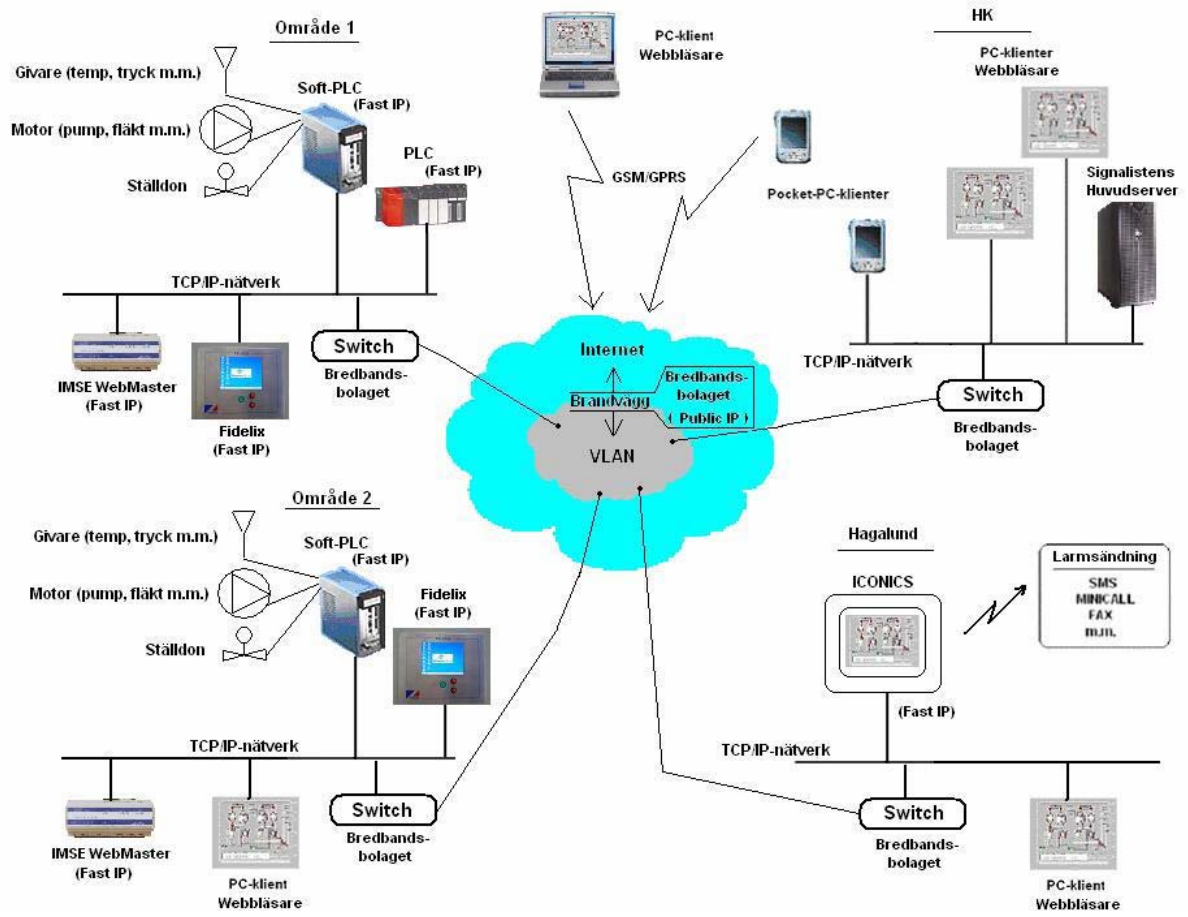 Område 1
Givare (temp, tryck m.m.)
Soft-PLC
(Fast IP)
Motor (pump, fläkt m.m.)
PLC
(Fast IP)
Ställdon
TCP/IP-nätverk
IMSE WebMaster
(Fast IP)
Fidelix
(Fast IP)
Switch
Bredbands-
bolaget
PC-klient
Webbläsare
GSM/GPRS
Pocket-PC-klienter
HK
PC-klienter
Webbläsare
Signalistens
Huvudserver
TCP/IP-nätverk
Switch
Bredbands-
bolaget
Internet
Bredbands-
bolaget
Brandvägg
( Public IP )
VLAN
Område 2
Givare (temp, tryck m.m.)
Soft-PLC
(Fast IP)
Motor (pump, fläkt m.m.)
Fidelix
(Fast IP)
Ställdon
TCP/IP-nätverk
IMSE WebMaster
(Fast IP)
PC-klient
Webbläsare
Switch
Bredbands-
bolaget
Hagalund
ICONICS
(Fast IP)
Larmsändning
SMS
MINICALL
FAX
m.m.
TCP/IP-nätverk
Switch
Bredbands-
bolaget
PC-klient
Webbläsare